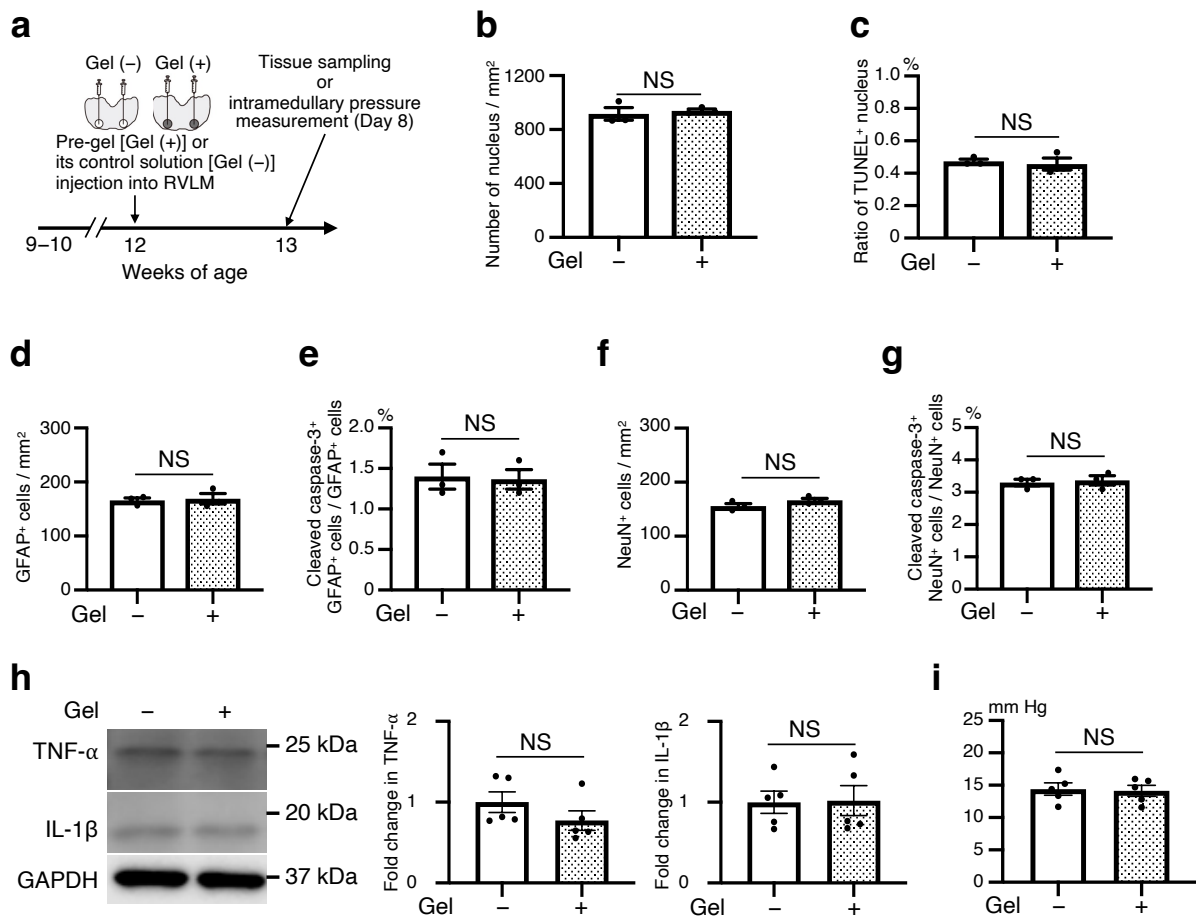 a
Gel (–) Gel (+)
Tissue sampling
or
intramedullary pressure
measurement (Day 8)
Pre-gel [Gel (+)] or
its control solution [Gel (–)]
injection into RVLM
9–10 12 13
Weeks of age
b
Number of nucleus / mm²
1200
800
400
0
NS
Gel – +
c
Ratio of TUNEL⁺ nucleus
%
1.0
0.8
0.6
0.4
0.2
0
NS
Gel – +
d
GFAP⁺ cells / mm²
300
200
100
0
NS
Gel – +
e
Cleaved caspase-3⁺
GFAP⁺ cells / GFAP⁺ cells
%
2.0
1.5
1.0
0.5
0
NS
Gel – +
f
NeuN⁺ cells / mm²
300
200
100
0
NS
Gel – +
g
Cleaved caspase-3⁺
NeuN⁺ cells / NeuN⁺ cells
%
5
4
3
2
1
0
NS
Gel – +
h
Gel – +
TNF-α 25 kDa
20 kDa
IL-1β
GAPDH 37 kDa
Fold change in TNF-α
2
1
0
NS
Gel – +
Fold change in IL-1β
2
1
0
NS
Gel – +
i
mm Hg
25
20
15
10
5
0
NS
Gel – +